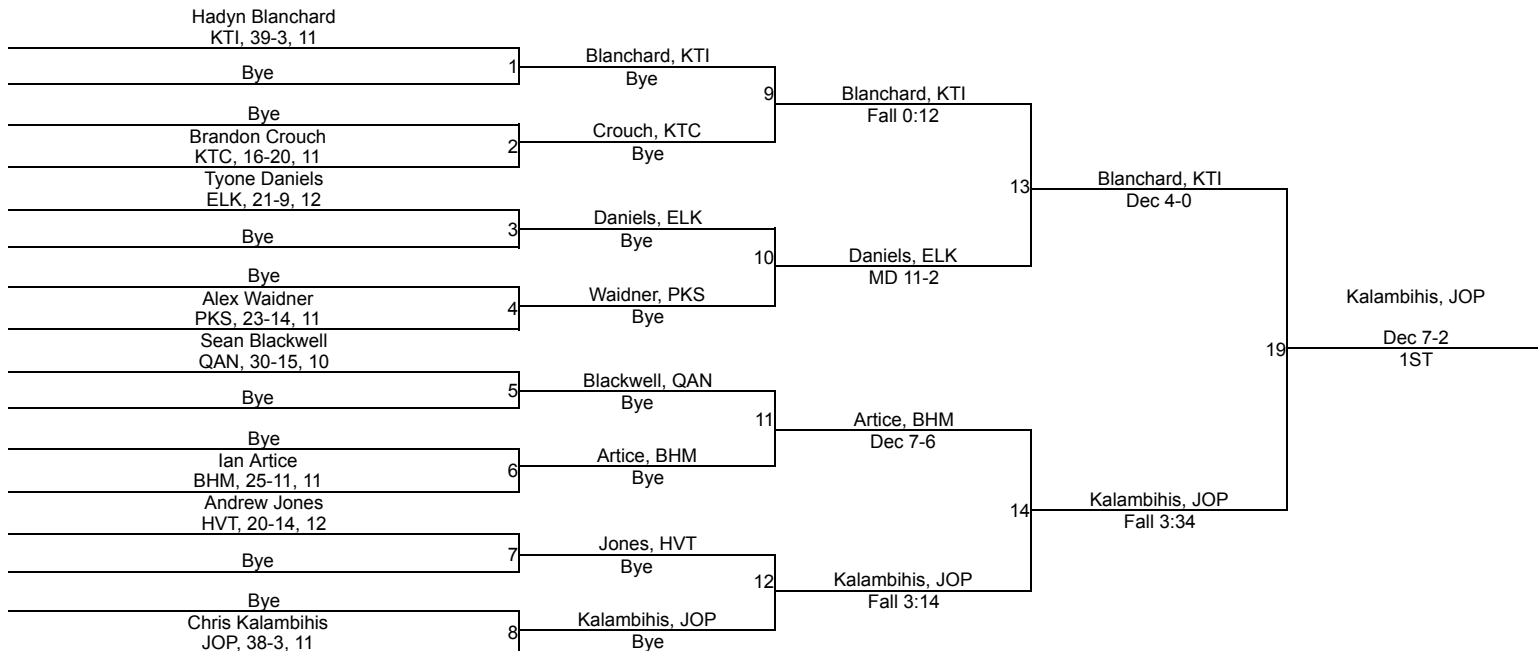 Hadyn Blanchard
KTI, 39-3, 11
Bye
1
Bye
Brandon Crouch
KTC, 16-20, 11
2
Tyone Daniels
ELK, 21-9, 12
Bye
3
Bye
Alex Waidner
PKS, 23-14, 11
4
Sean Blackwell
QAN, 30-15, 10
Bye
5
Bye
Ian Artice
BHM, 25-11, 11
6
Andrew Jones
HVT, 20-14, 12
Bye
7
Bye
Chris Kalambihis
JOP, 38-3, 11
8
Blanchard, KTI
Bye
9
Crouch, KTC
Bye
Daniels, ELK
Bye
10
Waidner, PKS
Bye
Blackwell, QAN
Bye
11
Artice, BHM
Bye
Jones, HVT
Bye
12
Kalambihis, JOP
Bye
Blanchard, KTI
Fall 0:12
13
Daniels, ELK
MD 11-2
Artice, BHM
Dec 7-6
14
Kalambihis, JOP
Fall 3:14
Blanchard, KTI
Dec 4-0
19
Kalambihis, JOP
Fall 3:34
Kalambihis, JOP
Dec 7-2
1ST